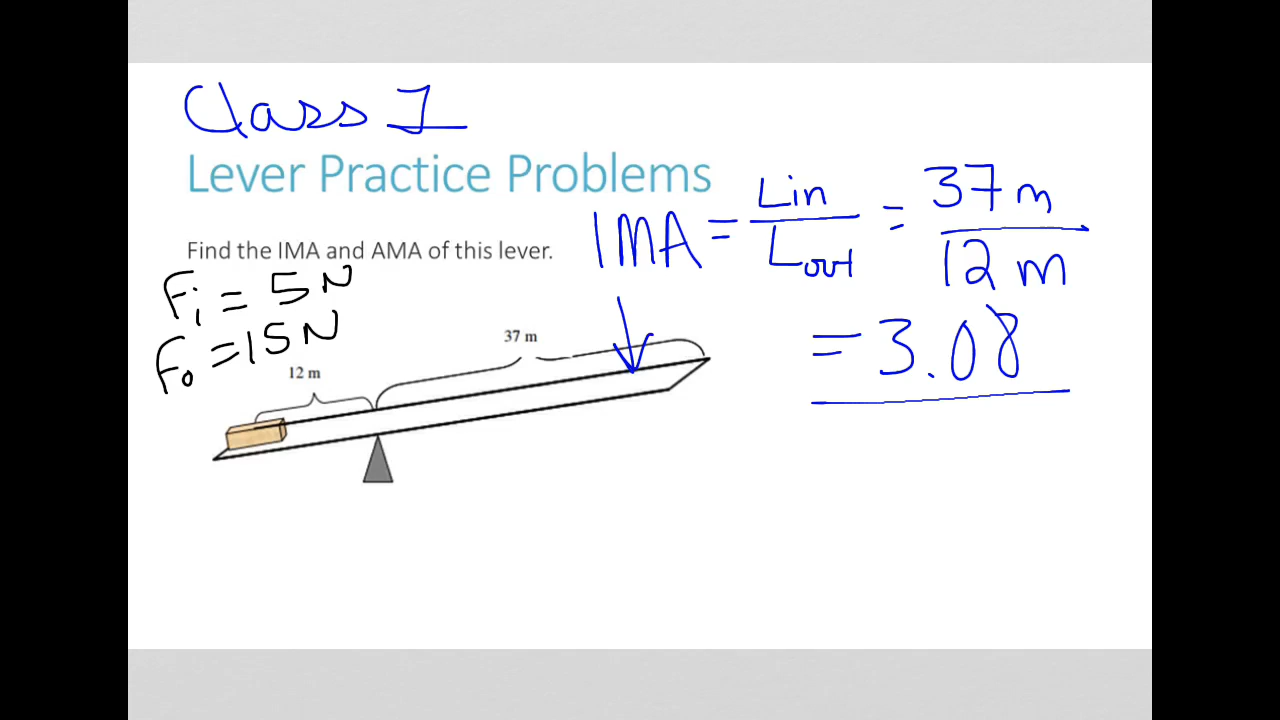 Class I
Lever Practice Problems
Find the IMA and AMA of this lever.
IMA = Lin / Lout = 37 m / 12 m
= 3.08
Fi = 5N
Fo = 15N
37 m
12 m